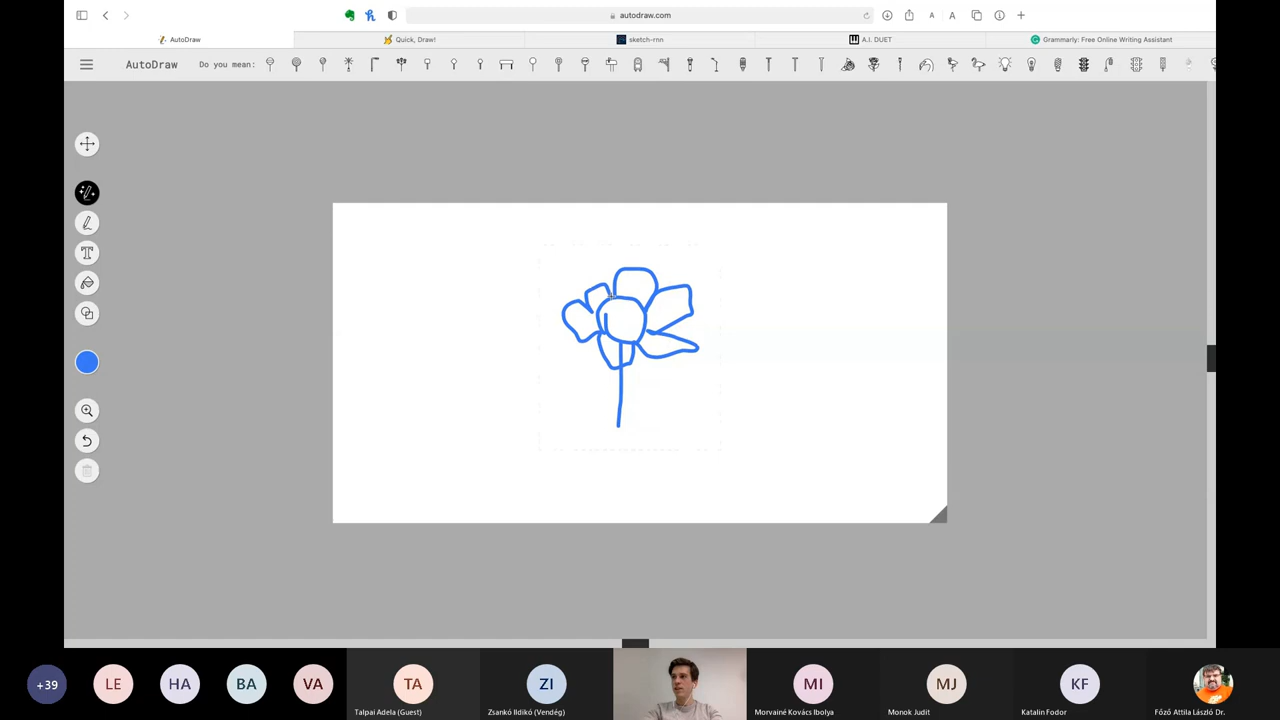 autodraw.com
A A
AutoDraw
Quick, Draw!
sketch-rnn
A.I. DUET
Grammarly: Free Online Writing Assistant
AutoDraw
Do you mean:
T
+39
LE
HA
BA
VA
TA
ZI
MI
MJ
KF
Talpai Adela (Guest)
Zsankó Ildikó (Vendég)
Morvainé Kovács Ibolya
Monok Judit
Katalin Fodor
Főző Attila László Dr.